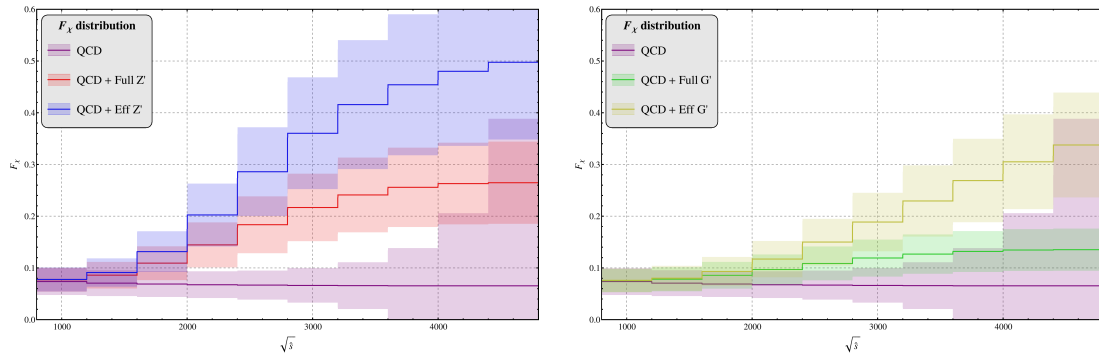 F_χ distribution
QCD
QCD + Full Z'
QCD + Eff Z'
F_χ
0.6
0.5
0.4
0.3
0.2
0.1
0.0
1000 2000 3000 4000
√ŝ
F_χ distribution
QCD
QCD + Full G'
QCD + Eff G'
F_χ
0.6
0.5
0.4
0.3
0.2
0.1
0.0
1000 2000 3000 4000
√ŝ